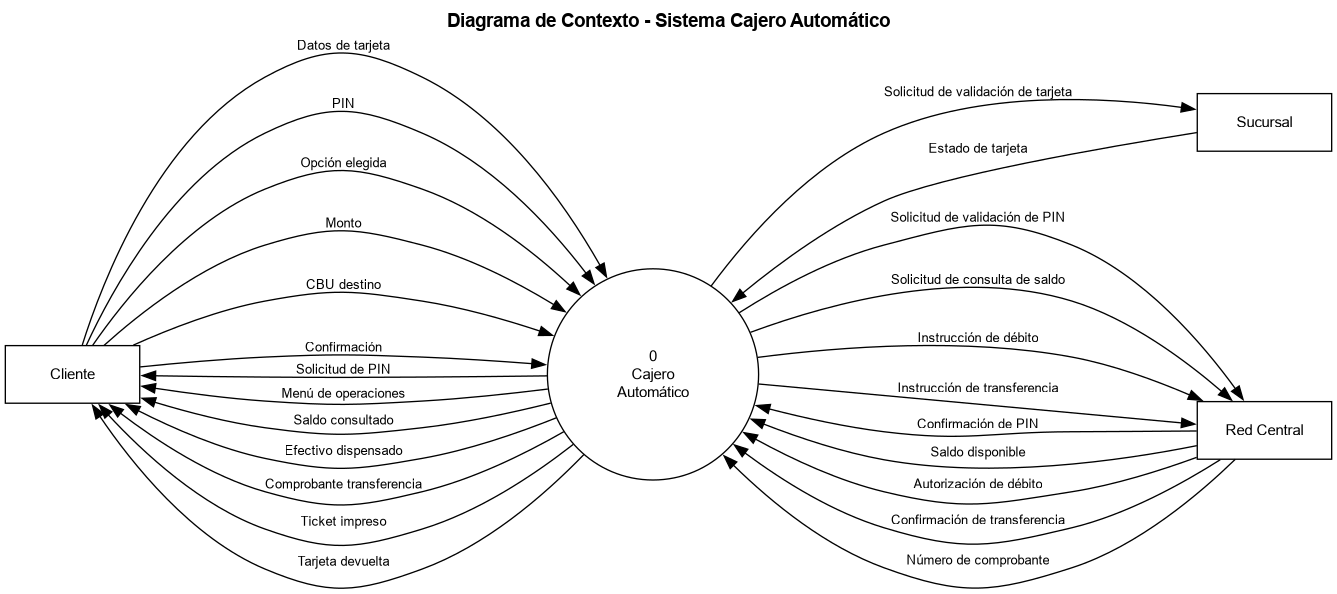 Diagrama de Contexto - Sistema Cajero Automático
Datos de tarjeta
PIN
Opción elegida
Monto
CBU destino
Confirmación
Solicitud de PIN
Menú de operaciones
Saldo consultado
Efectivo dispensado
Comprobante transferencia
Ticket impreso
Tarjeta devuelta
Cliente
0
Cajero
Automático
Solicitud de validación de tarjeta
Estado de tarjeta
Sucursal
Solicitud de validación de PIN
Solicitud de consulta de saldo
Instrucción de débito
Instrucción de transferencia
Confirmación de PIN
Saldo disponible
Autorización de débito
Confirmación de transferencia
Número de comprobante
Red Central